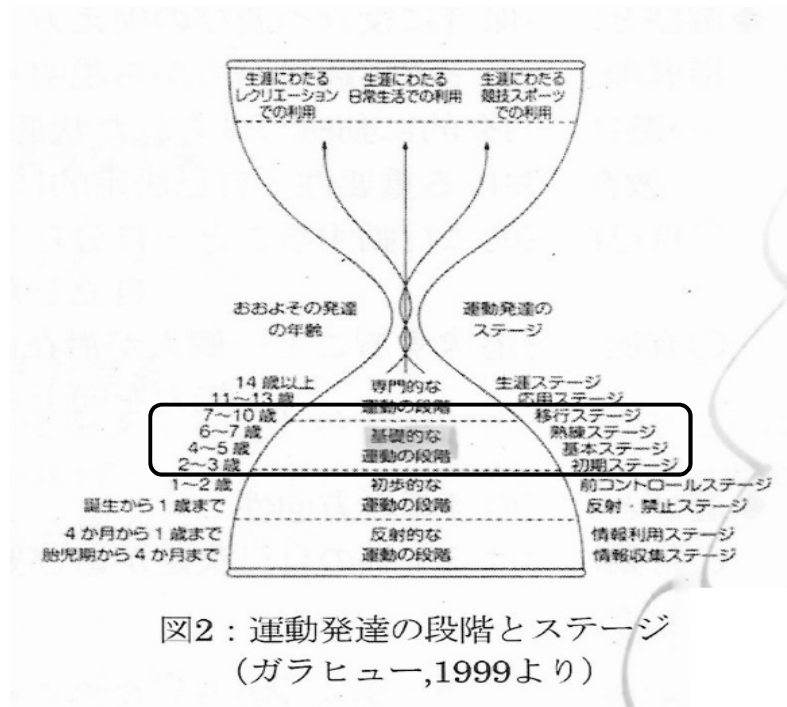 生涯にわたる 生涯にわたる 生涯にわたる
レクリエーション 日常生活での利用 競技スポーツ
での利用 での利用
おおよその発達 運動発達の
の年齢 ステージ
14歳以上 専門的な 生涯ステージ
11〜13歳 運動の段階 応用ステージ
7〜10歳 移行ステージ
6〜7歳 基礎的な 熟練ステージ
4〜5歳 運動の段階 基本ステージ
2〜3歳 初期ステージ
1〜2歳 初歩的な 前コントロールステージ
誕生から1歳まで 運動の段階 反射・禁止ステージ
4か月から1歳まで 反射的な 情報利用ステージ
胎児期から4か月まで 運動の段階 情報収集ステージ
図2：運動発達の段階とステージ
（ガラヒュー,1999より）